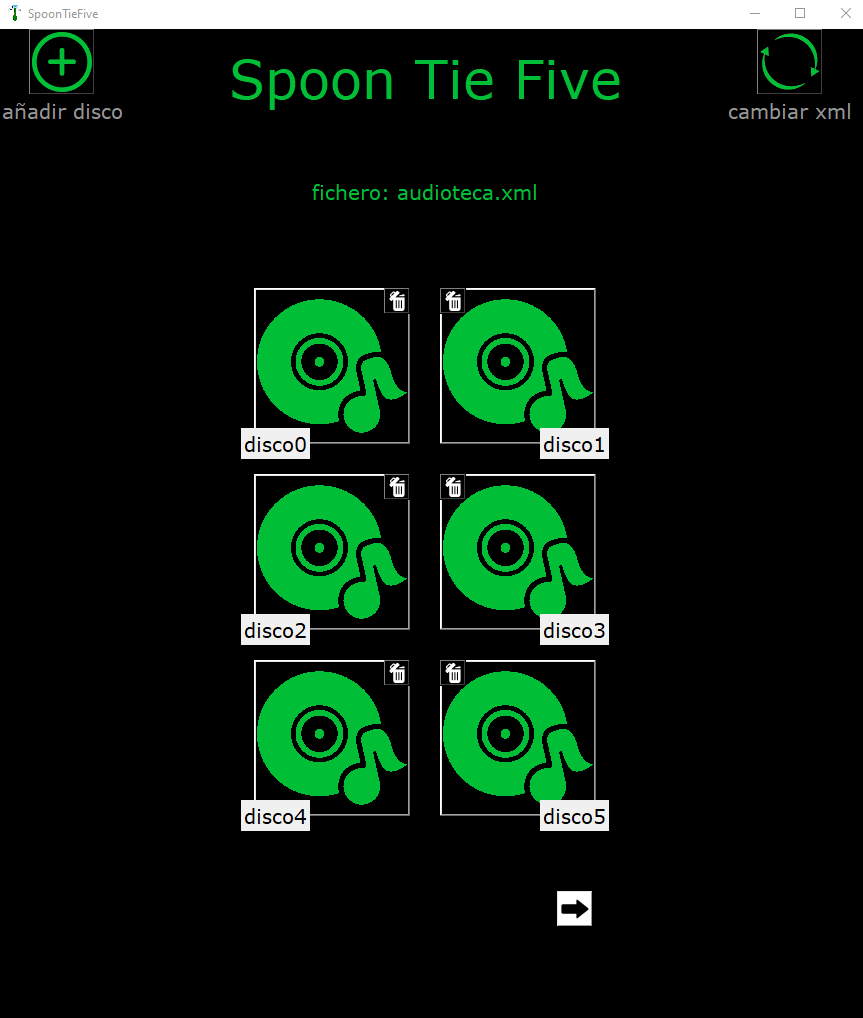 SpoonTieFive
Spoon Tie Five
añadir disco
cambiar xml
fichero: audioteca.xml
disco0
disco1
disco2
disco3
disco4
disco5